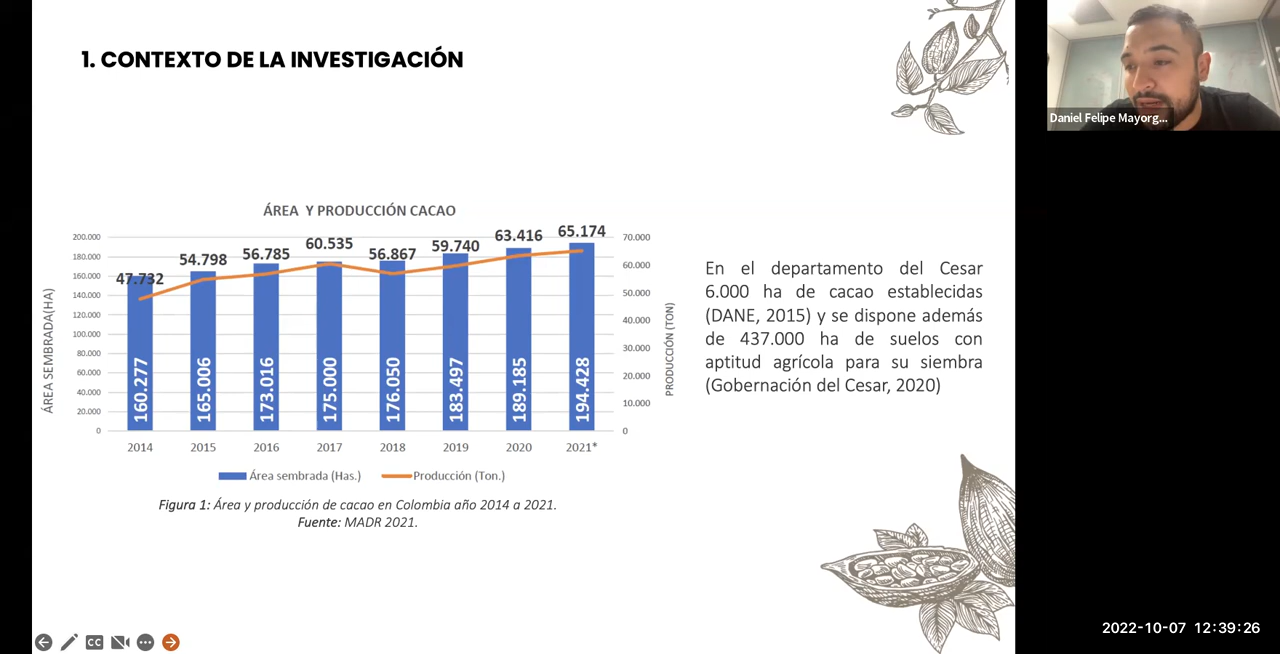 1. CONTEXTO DE LA INVESTIGACIÓN
Daniel Felipe Mayorg...
ÁREA Y PRODUCCIÓN CACAO
ÁREA SEMBRADA(HA)
200.000
180.000
160.000
140.000
120.000
100.000
80.000
60.000
40.000
20.000
0
47.732
54.798
56.785
60.535
56.867
59.740
63.416
65.174
160.277
165.006
173.016
175.000
176.050
183.497
189.185
194.428
70.000
60.000
50.000
40.000
30.000
20.000
10.000
0
PRODUCCIÓN (TON)
2014 2015 2016 2017 2018 2019 2020 2021*
Área sembrada (Has.) Producción (Ton.)
Figura 1: Área y producción de cacao en Colombia año 2014 a 2021.
Fuente: MADR 2021.
En el departamento del Cesar
6.000 ha de cacao establecidas
(DANE, 2015) y se dispone además
de 437.000 ha de suelos con
aptitud agrícola para su siembra
(Gobernación del Cesar, 2020)
CC
2022-10-07 12:39:26